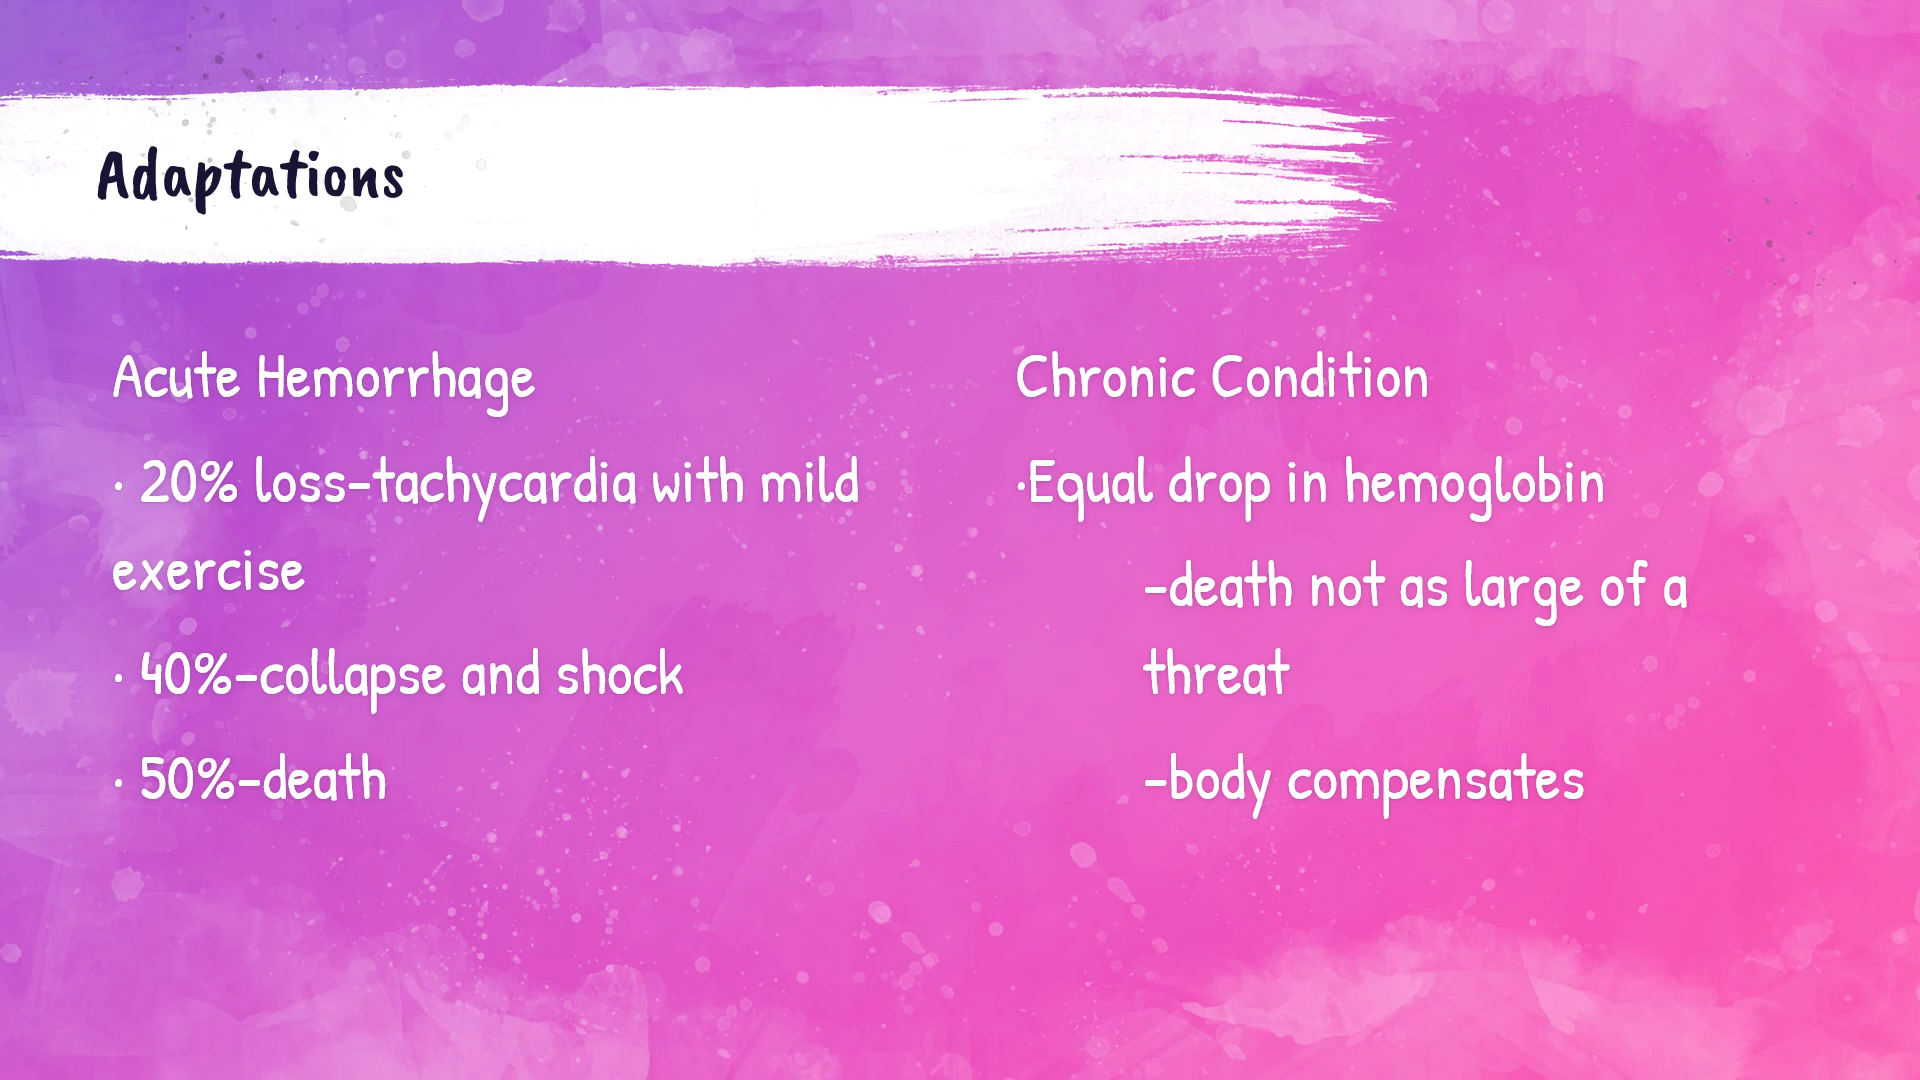 Adaptations
Acute Hemorrhage
· 20% loss-tachycardia with mild
exercise
· 40%-collapse and shock
· 50%-death
Chronic Condition
·Equal drop in hemoglobin
-death not as large of a
threat
-body compensates